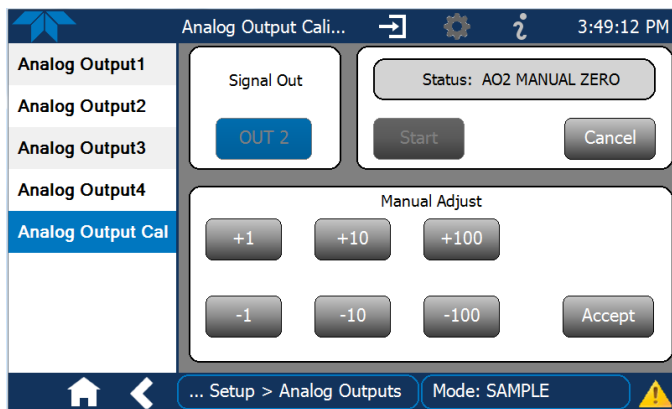 Analog Output Cali... 3:49:12 PM
Analog Output1
Analog Output2
Analog Output3
Analog Output4
Analog Output Cal
Signal Out
OUT 2
Status: AO2 MANUAL ZERO
Start Cancel
Manual Adjust
+1 +10 +100
-1 -10 -100 Accept
... Setup > Analog Outputs Mode: SAMPLE